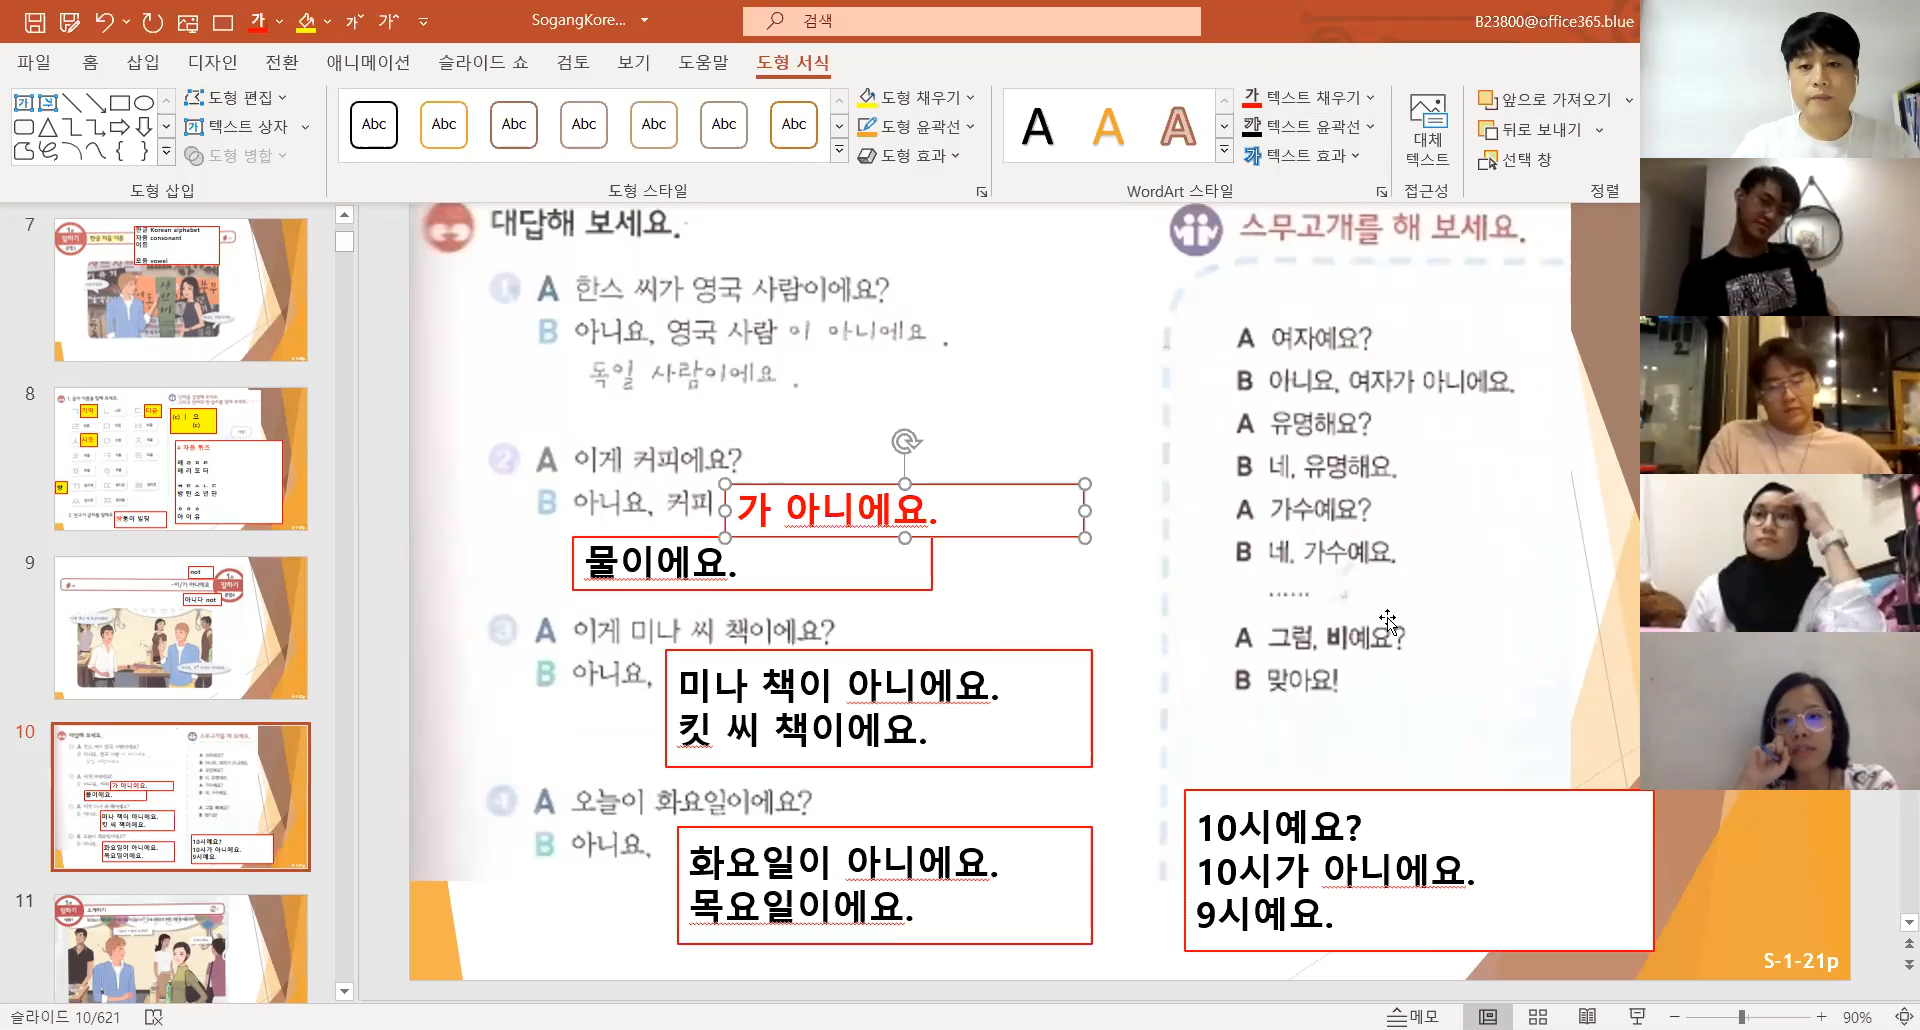 SogangKore...
검색
B23800@office365.blue
파일 홈 삽입 디자인 전환 애니메이션 슬라이드 쇼 검토 보기 도움말 도형 서식
도형 편집
텍스트 상자
도형 병합
도형 삽입
Abc Abc Abc Abc Abc Abc Abc
도형 채우기
도형 윤곽선
도형 효과
도형 스타일
A A A
텍스트 채우기
텍스트 윤곽선
텍스트 효과
WordArt 스타일
대체
텍스트
접근성
앞으로 가져오기
뒤로 보내기
선택 창
정렬
7
8
9
10
11
대답해 보세요.
1 A 한스 씨가 영국 사람이에요?
B 아니요, 영국 사람 이 아니에요 .
독일 사람이에요 .
2 A 이게 커피예요?
B 아니요, 커피 가 아니에요.
물이에요.
3 A 이게 미나 씨 책이에요?
B 아니요, 미나 책이 아니에요.
킷 씨 책이에요.
4 A 오늘이 화요일이에요?
B 아니요, 화요일이 아니에요.
목요일이에요.
스무고개를 해 보세요.
A 여자예요?
B 아니요, 여자가 아니에요.
A 유명해요?
B 네, 유명해요.
A 가수예요?
B 네, 가수예요.
......
A 그럼, 비예요?
B 맞아요!
10시예요?
10시가 아니에요.
9시예요.
S-1-21p
슬라이드 10/621
메모
90%